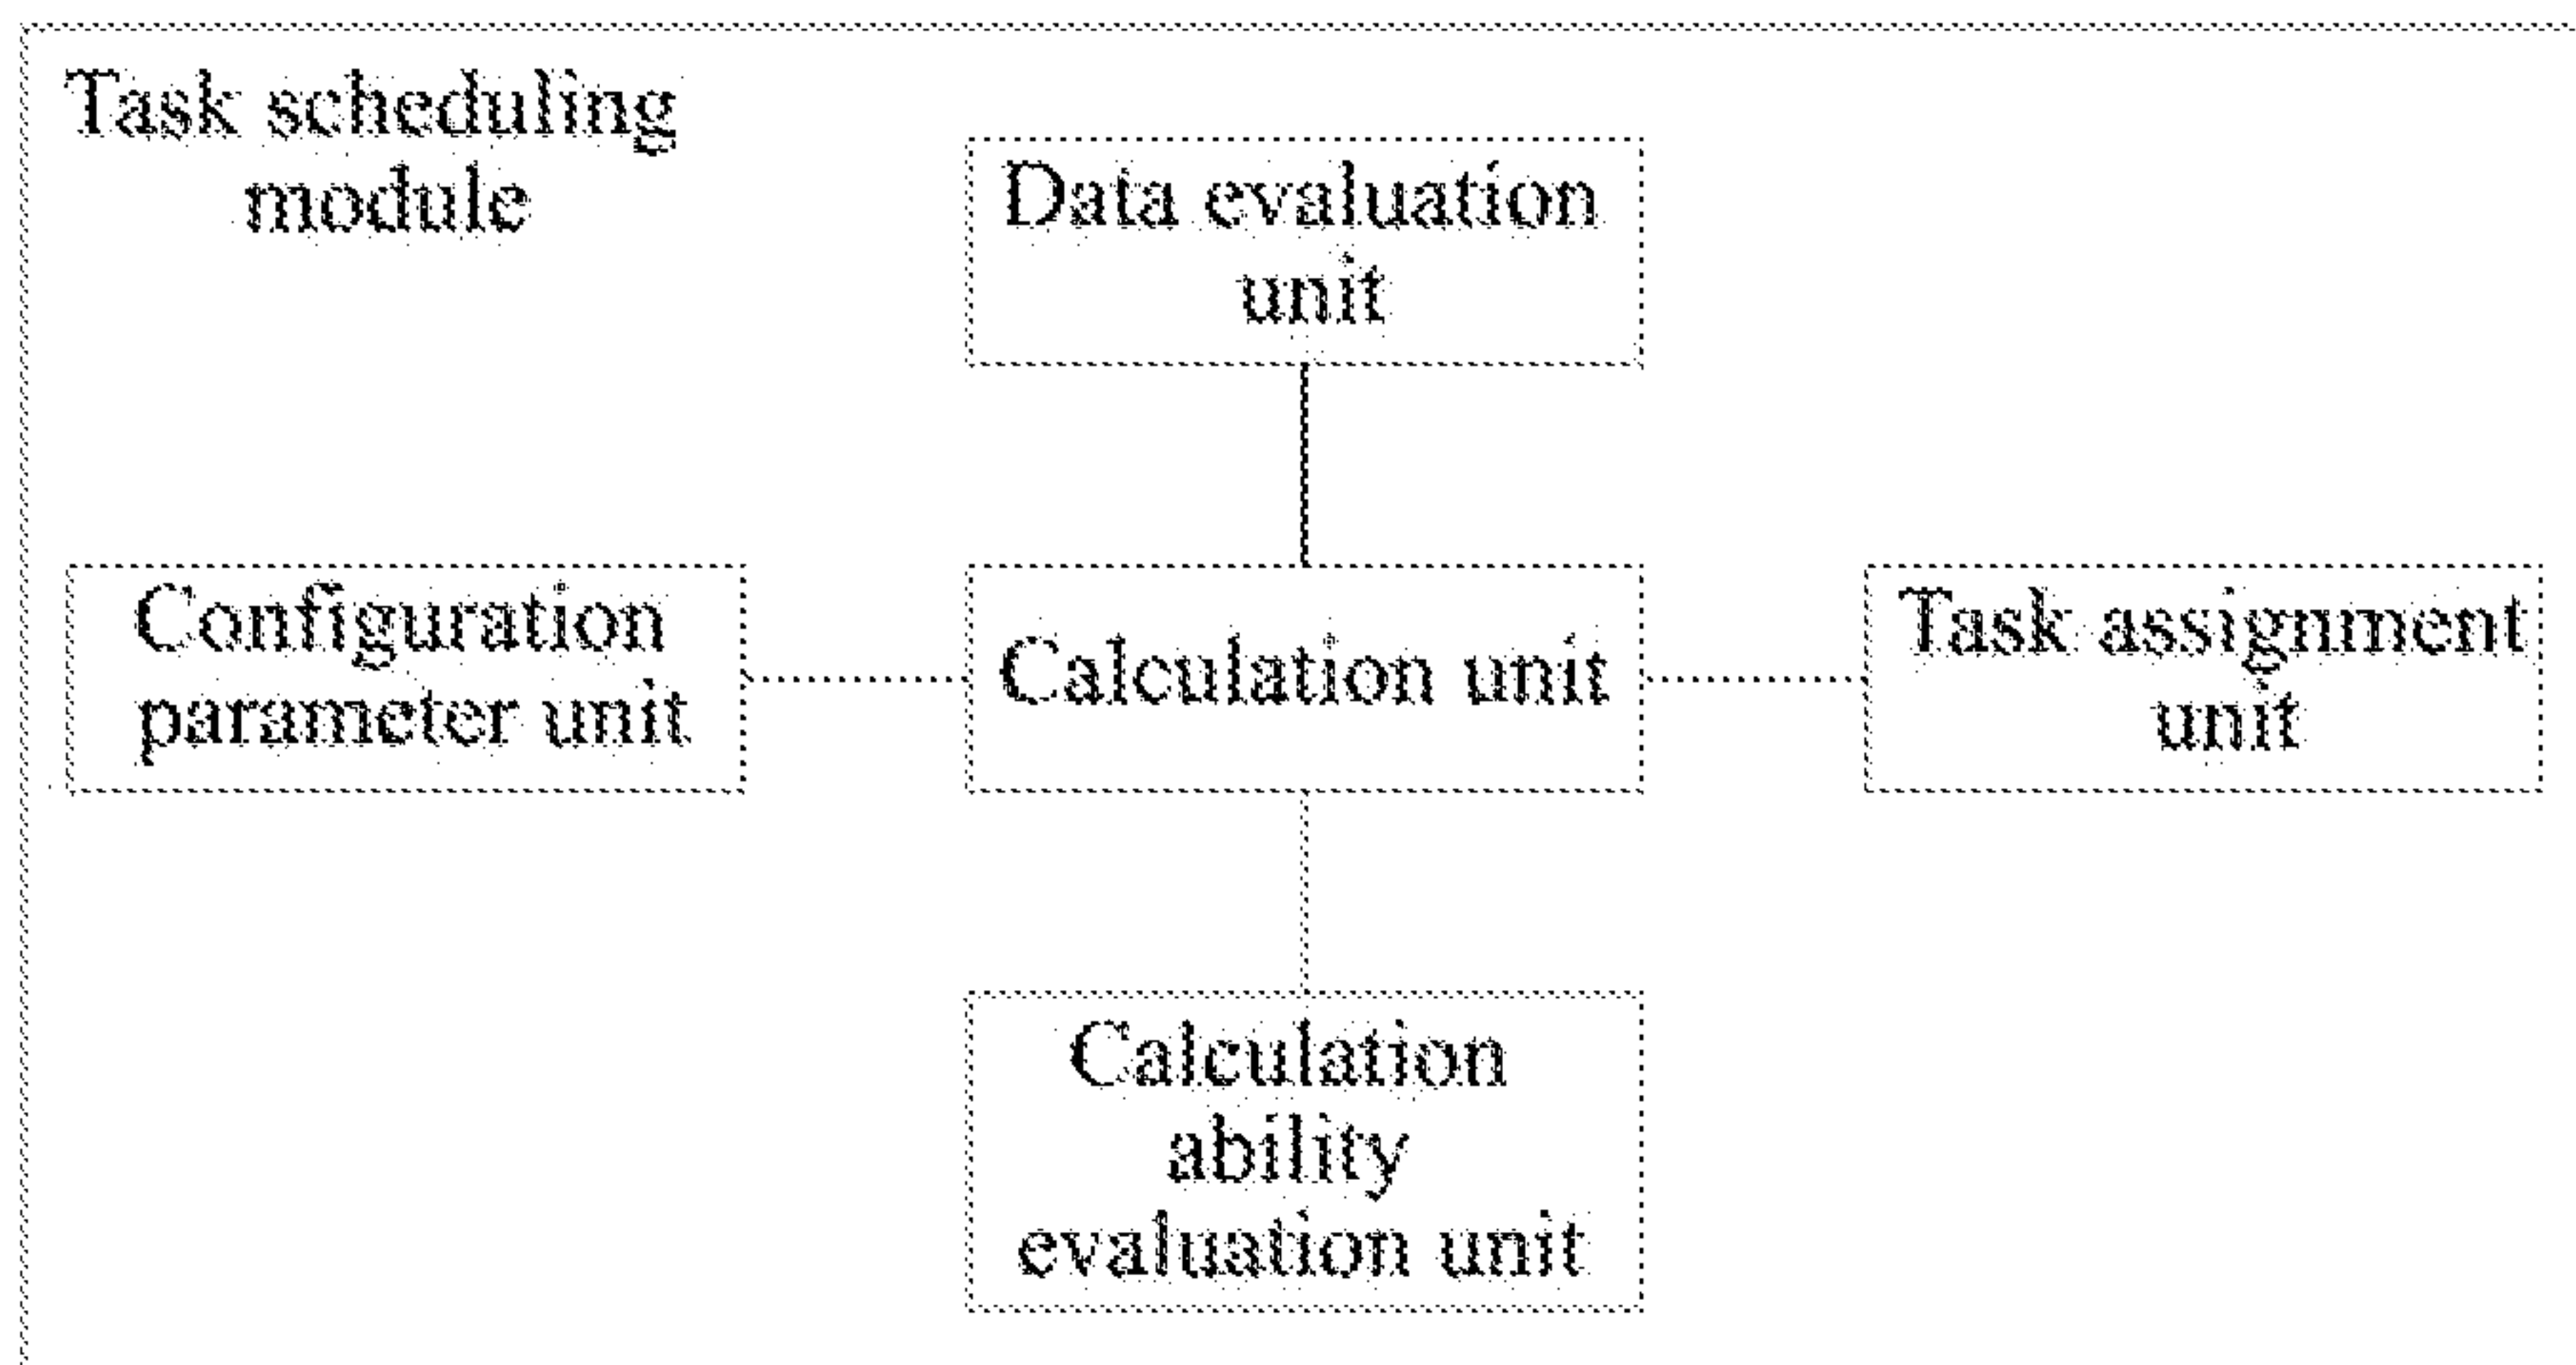 Task scheduling
module
Data evaluation
unit
Configuration
parameter unit
Calculation unit
Task assignment
unit
Calculation
ability
evaluation unit